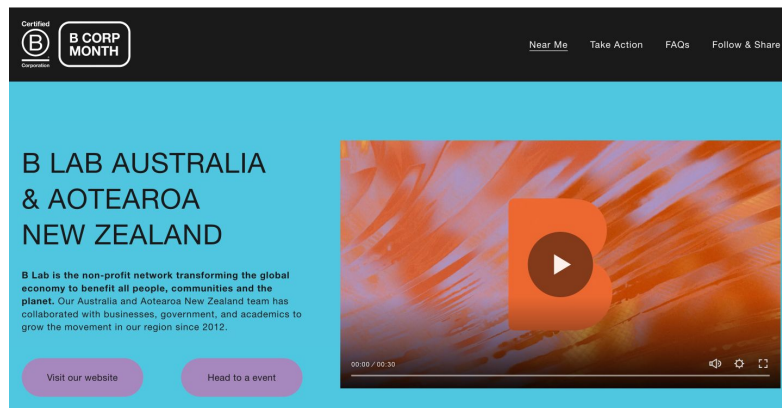 Certified
B
Corporation
B CORP
MONTH
Near Me
Take Action
FAQs
Follow & Share
B LAB AUSTRALIA
& AOTEAROA
NEW ZEALAND
B Lab is the non-profit network transforming the global
economy to benefit all people, communities and the
planet. Our Australia and Aotearoa New Zealand team has
collaborated with businesses, government, and academics to
grow the movement in our region since 2012.
Visit our website
Head to a event
B
00:00 / 00:30